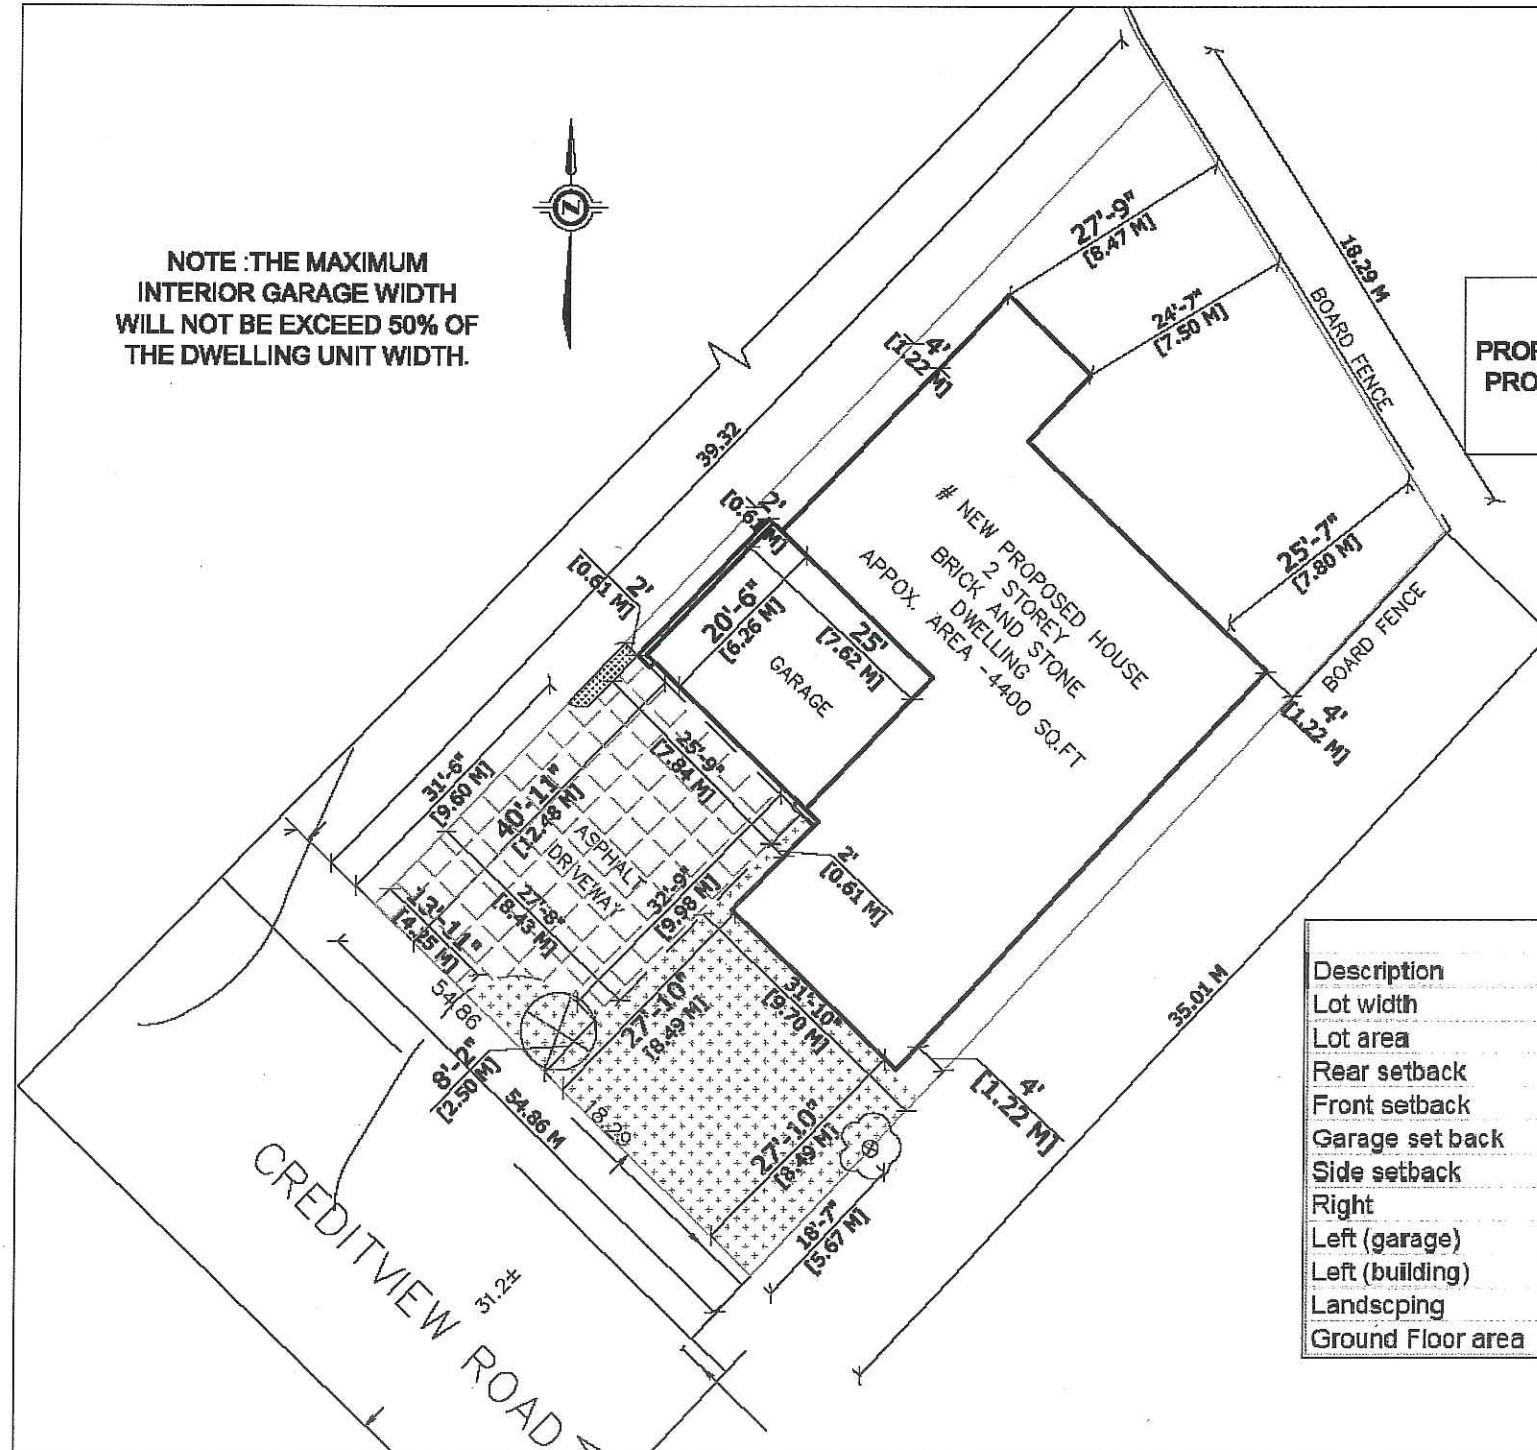 NOTE :THE MAXIMUM
INTERIOR GARAGE WIDTH
WILL NOT BE EXCEED 50% OF
THE DWELLING UNIT WIDTH.
N
27'-9"
[8.47 M]
18.29 M
24'-7"
[7.50 M]
BOARD FENCE
4'
[1.22 M]
39.32
2'
[0.61 M]
2'
[0.61 M]
# NEW PROPOSED HOUSE
2 STOREY
BRICK AND STONE
DWELLING
APPOX. AREA -4400 SQ.FT
25'-7"
[7.80 M]
BOARD FENCE
4'
[1.22 M]
20'-6"
[6.26 M]
25'
[7.62 M]
GARAGE
25'-9"
[7.84 M]
31'-6"
[9.60 M]
40'-11"
[12.48 M]
ASPHALT
DRIVEWAY
2'
[0.61 M]
32'-9"
[9.98 M]
27'-8"
[8.43 M]
13'-11"
[4.25 M]
54.86
27'-10"
[8.49 M]
31'-10"
[9.70 M]
35.01 M
8'-2"
[2.50 M]
54.86 M
18.29
27'-10"
[8.49 M]
4'
[1.22 M]
18'-7"
[5.67 M]
CREDITVIEW ROAD
31.2±
PROP
PRO
Description
Lot width
Lot area
Rear setback
Front setback
Garage set back
Side setback
Right
Left (garage)
Left (building)
Landscping
Ground Floor area